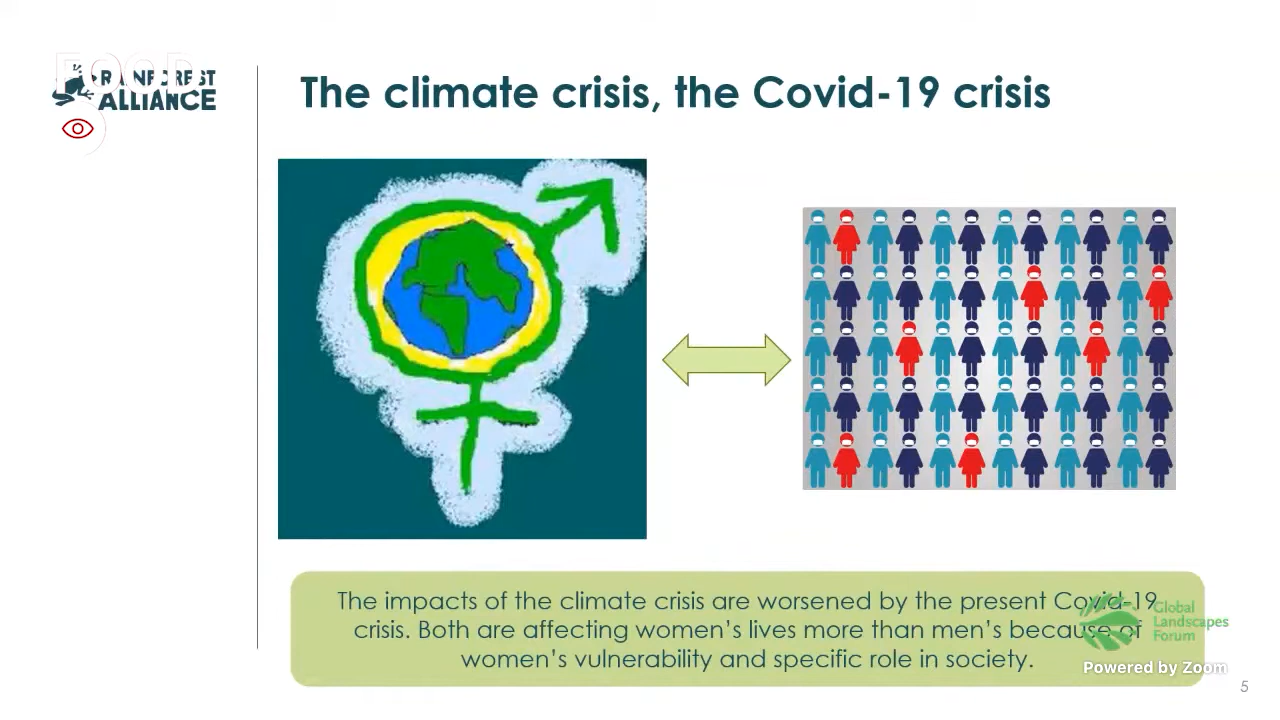 FOOD
RAINFOREST
ALLIANCE
The climate crisis, the Covid-19 crisis
The impacts of the climate crisis are worsened by the present Covid-19
crisis. Both are affecting women's lives more than men's because of
women's vulnerability and specific role in society.
Global
Landscapes
Forum
Powered by Zoom
5